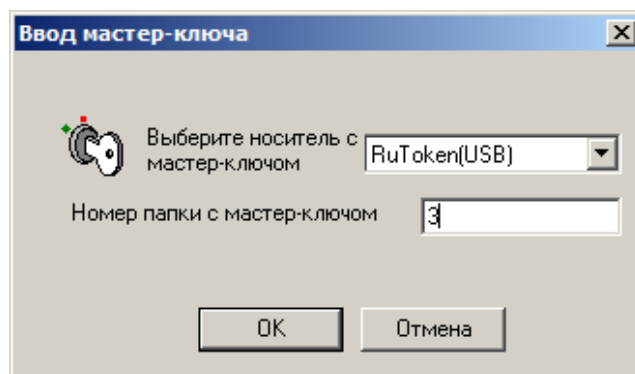 Ввод мастер-ключа
Выберите носитель с
мастер-ключом
RuToken(USB)
Номер папки с мастер-ключом
3
OK
Отмена